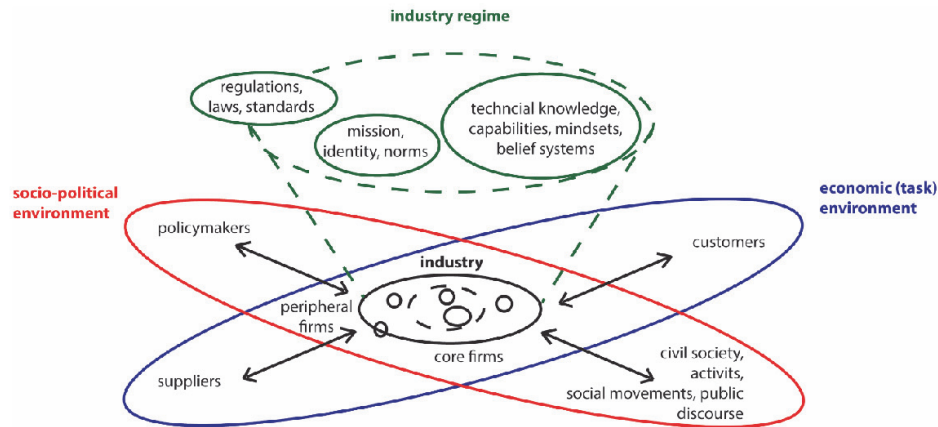 industry regime
regulations,
laws, standards
mission,
identity, norms
techncial knowledge,
capabilities, mindsets,
belief systems
socio-political
environment
economic (task)
environment
policymakers
customers
industry
peripheral
firms
core firms
suppliers
civil society,
activits,
social movements, public
discourse